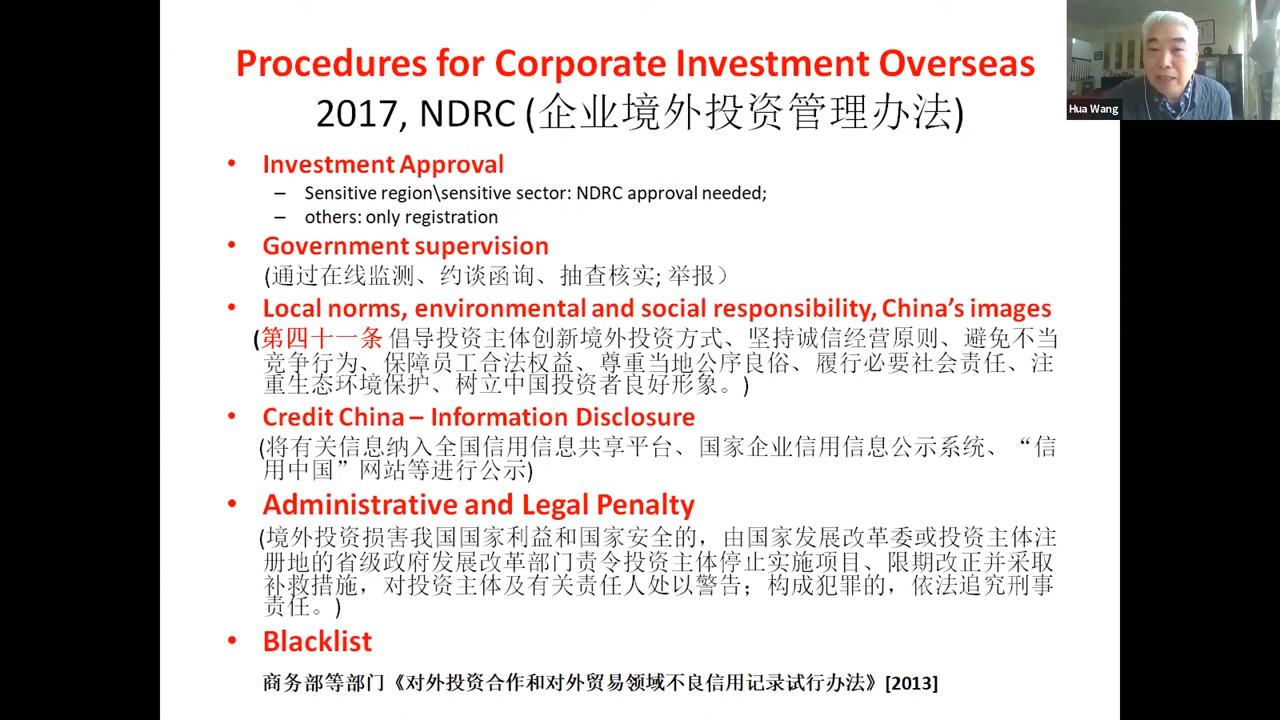 Procedures for Corporate Investment Overseas
2017, NDRC (企业境外投资管理办法)
• Investment Approval
– Sensitive region\sensitive sector: NDRC approval needed;
– others: only registration
• Government supervision
(通过在线监测、约谈函询、抽查核实; 举报）
• Local norms, environmental and social responsibility, China’s images
(第四十一条 倡导投资主体创新境外投资方式、坚持诚信经营原则、避免不当
竞争行为、保障员工合法权益、尊重当地公序良俗、履行必要社会责任、注
重生态环境保护、树立中国投资者良好形象。)
• Credit China – Information Disclosure
(将有关信息纳入全国信用信息共享平台、国家企业信用信息公示系统、“信
用中国”网站等进行公示)
• Administrative and Legal Penalty
(境外投资损害我国国家利益和国家安全的，由国家发展改革委或投资主体注
册地的省级政府发展改革部门责令投资主体停止实施项目、限期改正并采取
补救措施，对投资主体及有关责任人处以警告；构成犯罪的，依法追究刑事
责任。)
• Blacklist
商务部等部门《对外投资合作和对外贸易领域不良信用记录试行办法》[2013]
Hua Wang